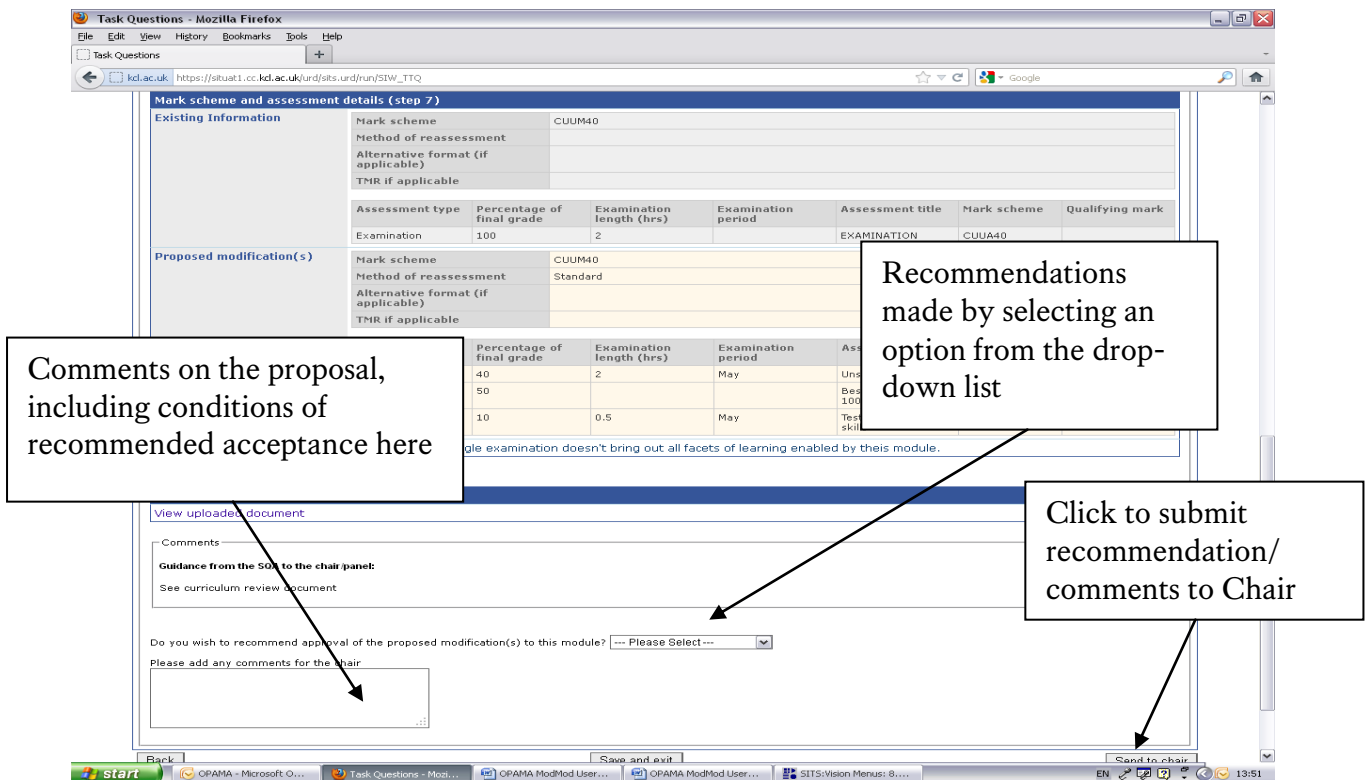 Task Questions - Mozilla Firefox
File Edit View History Bookmarks Tools Help
Task Questions +
kcl.ac.uk https://situat1.cc.kcl.ac.uk/urd/sits.urd/run/SIW_TTQ Google
Mark scheme and assessment details (step 7)
Existing Information
Mark scheme CUUM40
Method of reassessment
Alternative format (if
applicable)
TMR if applicable
Assessment type Percentage of final grade Examination length (hrs) Examination period Assessment title Mark scheme Qualifying mark
Examination 100 2 EXAMINATION CUUA40
Proposed modification(s)
Mark scheme CUUM40
Method of reassessment Standard
Alternative format (if
applicable)
TMR if applicable
Percentage of final grade Examination length (hrs) Examination period
40 2 May
50
10 0.5 May
examination doesn't bring out all facets of learning enabled by theis module.
Recommendations
made by selecting an
option from the drop-
down list
Comments on the proposal,
including conditions of
recommended acceptance here
Click to submit
recommendation/
comments to Chair
View uploaded document
Comments
Guidance from the SQA to the chair/panel:
See curriculum review document
Do you wish to recommend approval of the proposed modification(s) to this module? --- Please Select ---
Please add any comments for the chair
Back Save and exit Send to chair
start OPAMA - Microsoft O... Task Questions - Mozi... OPAMA ModMod User... OPAMA ModMod User... SITS:Vision Menus: 8.... EN 13:51